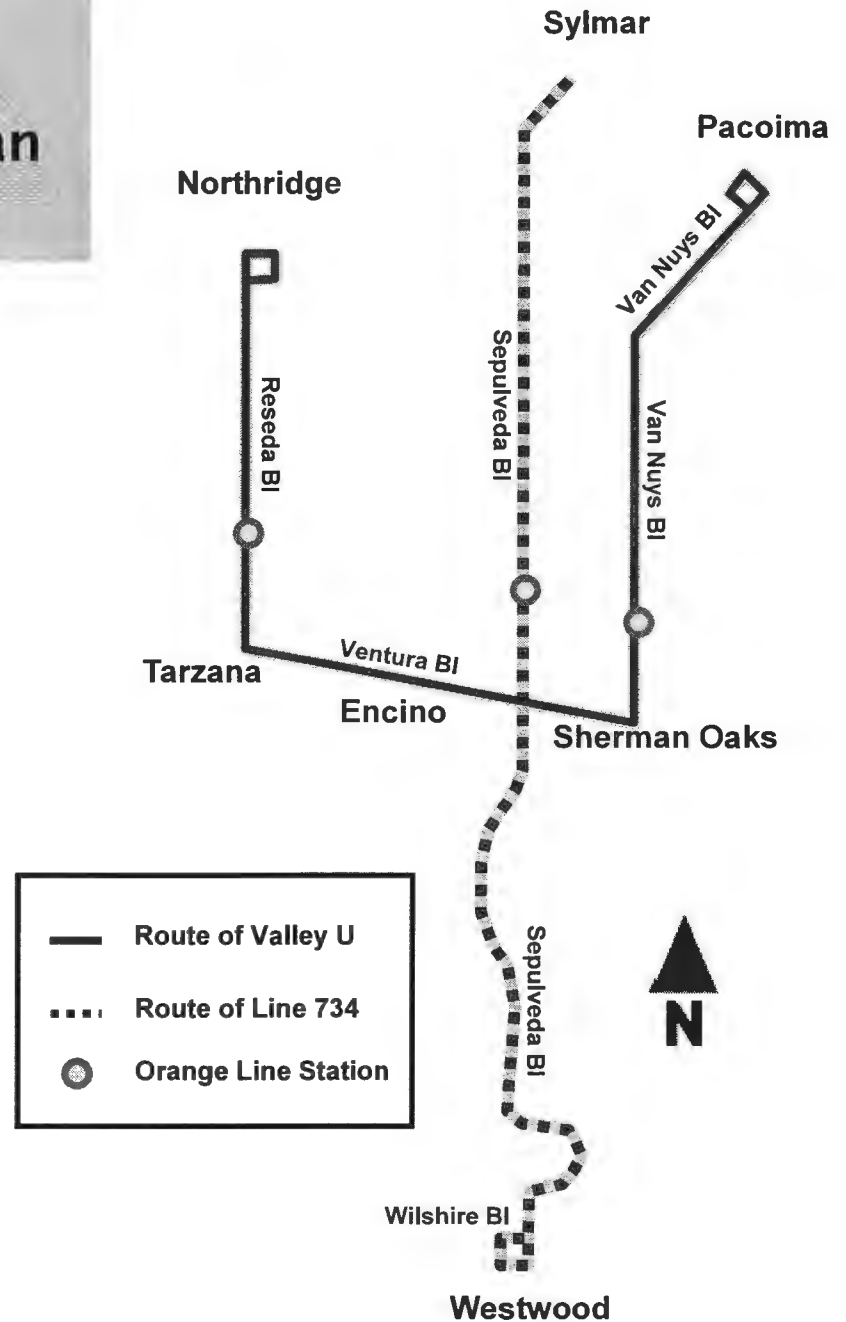 Sylmar
an
Pacoima
Northridge
Van Nuys Bl
Sepulveda Bl
Reseda Bl
Van Nuys Bl
Ventura Bl
Tarzana
Encino
Sherman Oaks
Route of Valley U
Route of Line 734
Orange Line Station
Sepulveda Bl
N
Wilshire Bl
Westwood